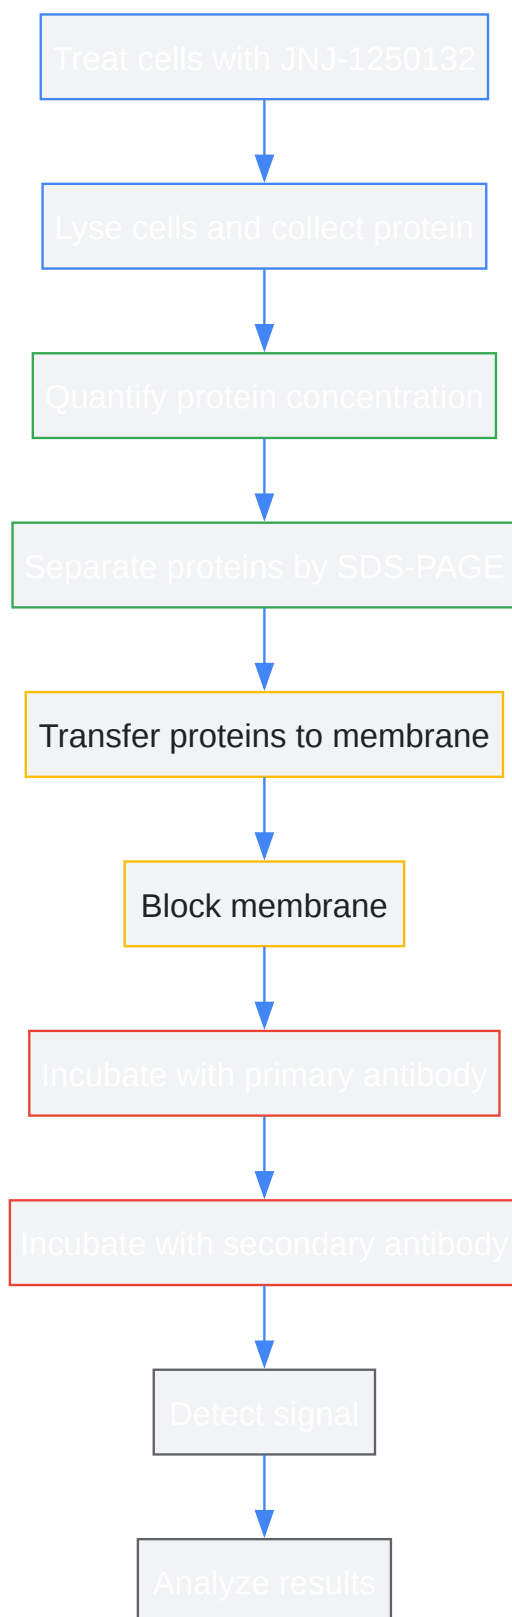 Treat cells with JNJ-1250132
Lyse cells and collect protein
Quantify protein concentration
Separate proteins by SDS-PAGE
Transfer proteins to membrane
Block membrane
Incubate with primary antibody
Incubate with secondary antibody
Detect signal
Analyze results